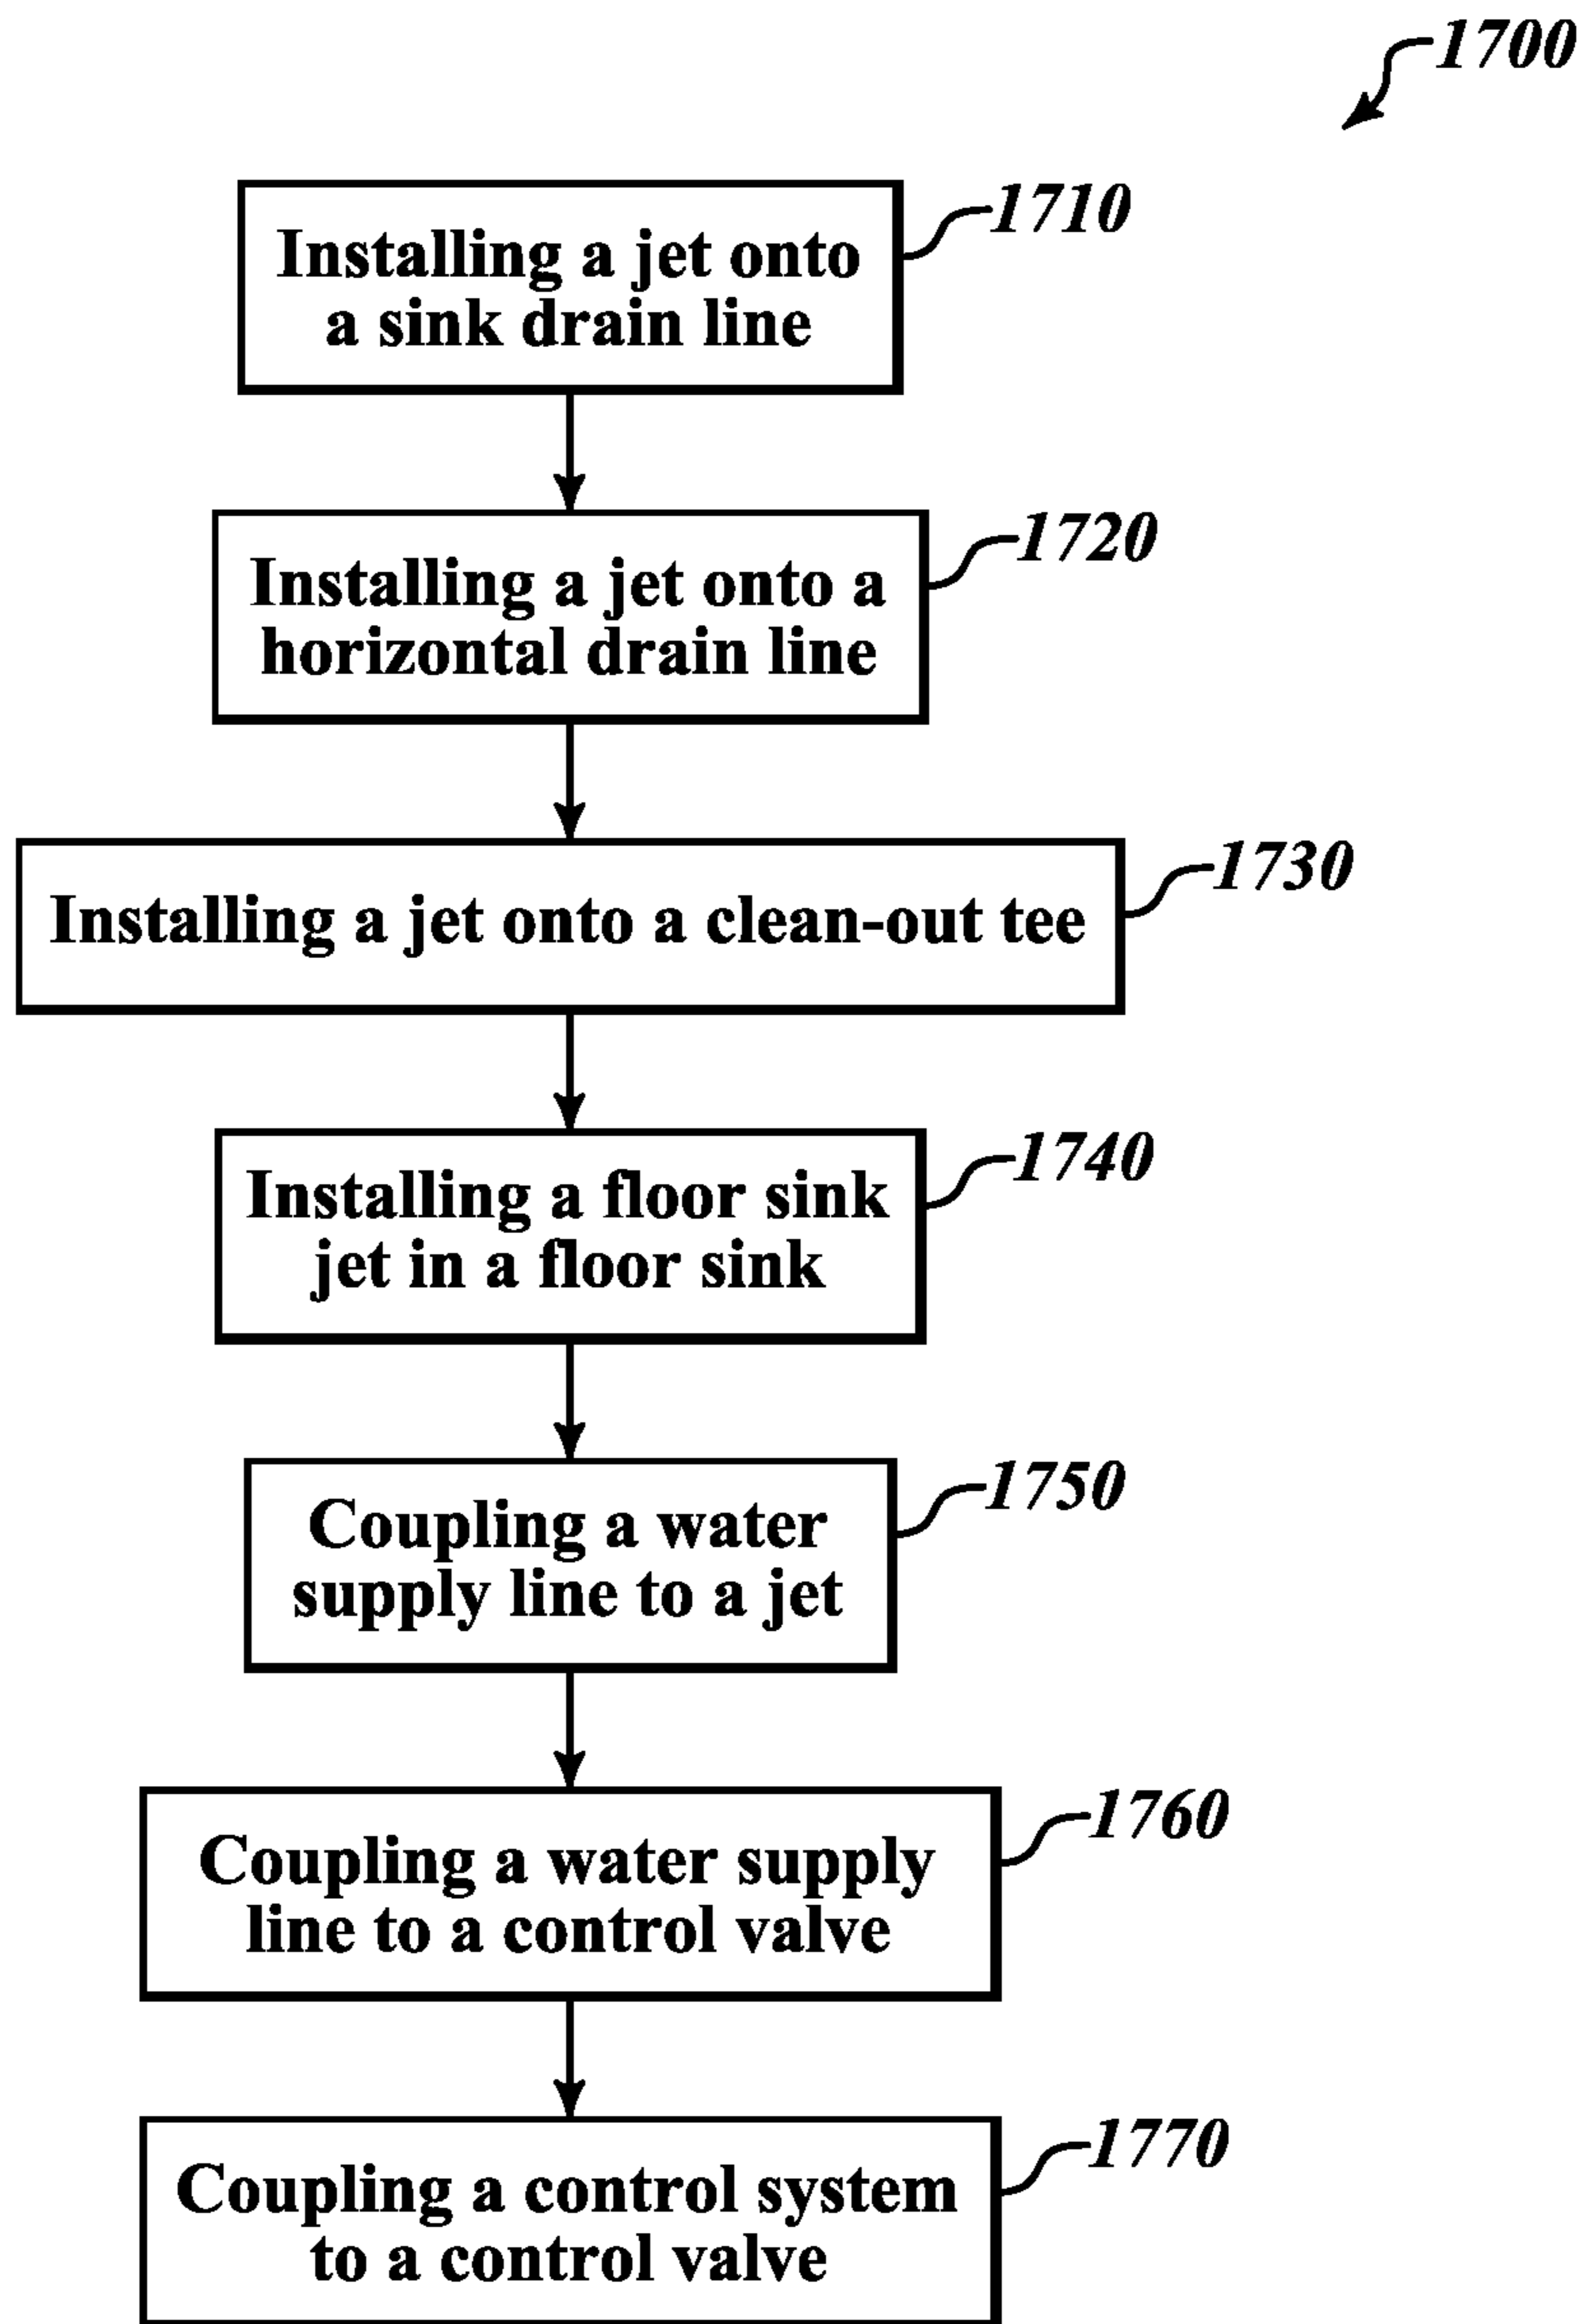 1700
1710
Installing a jet onto
a sink drain line
1720
Installing a jet onto a
horizontal drain line
1730
Installing a jet onto a clean-out tee
1740
Installing a floor sink
jet in a floor sink
1750
Coupling a water
supply line to a jet
1760
Coupling a water supply
line to a control valve
1770
Coupling a control system
to a control valve